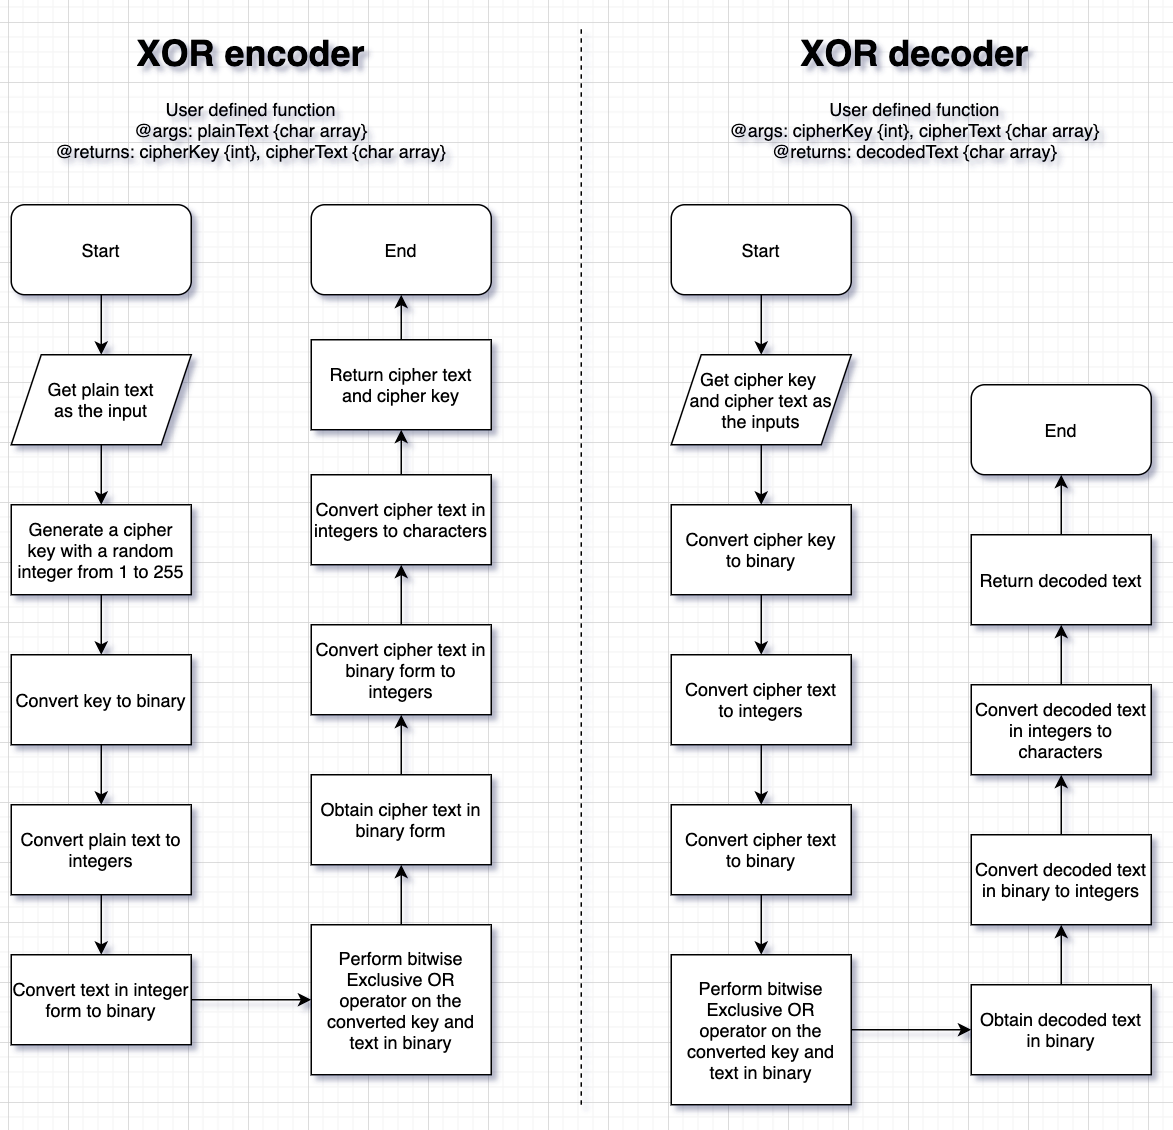 XOR encoder
User defined function
@args: plainText {char array}
@returns: cipherKey {int}, cipherText {char array}
Start
Get plain text
as the input
Generate a cipher
key with a random
integer from 1 to 255
Convert key to binary
Convert plain text to
integers
Convert text in integer
form to binary
Perform bitwise
Exclusive OR
operator on the
converted key and
text in binary
Obtain cipher text in
binary form
Convert cipher text in
binary form to
integers
Convert cipher text in
integers to characters
Return cipher text
and cipher key
End
XOR decoder
User defined function
@args: cipherKey {int}, cipherText {char array}
@returns: decodedText {char array}
Start
Get cipher key
and cipher text as
the inputs
Convert cipher key
to binary
Convert cipher text
to integers
Convert cipher text
to binary
Perform bitwise
Exclusive OR
operator on the
converted key and
text in binary
Obtain decoded text
in binary
Convert decoded text
in binary to integers
Convert decoded text
in integers to
characters
Return decoded text
End